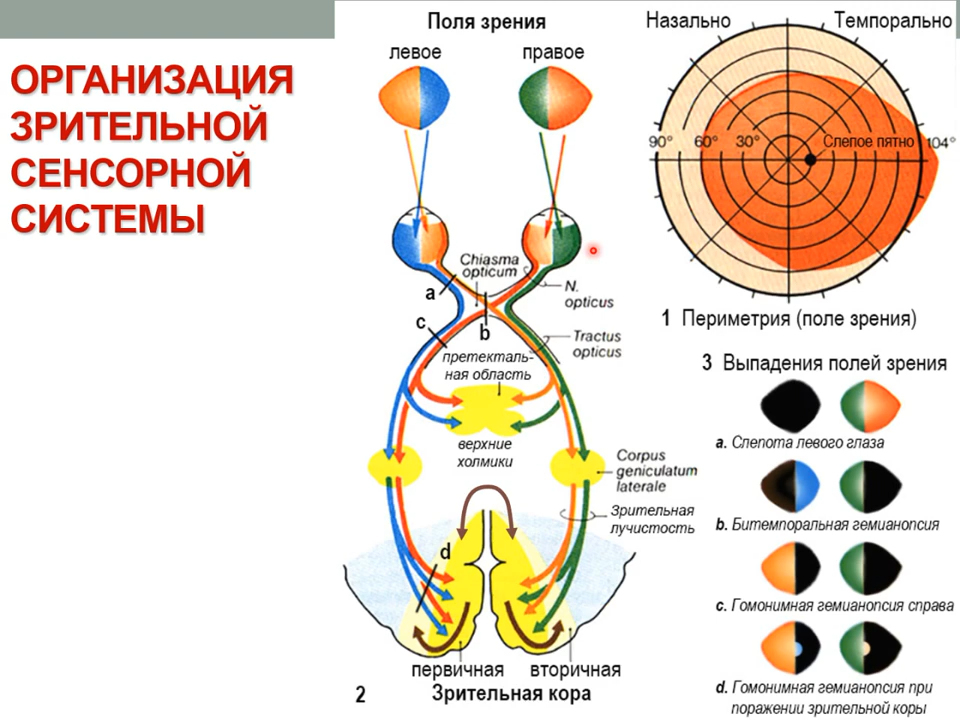 ОРГАНИЗАЦИЯ
ЗРИТЕЛЬНОЙ
СЕНСОРНОЙ
СИСТЕМЫ
Поля зрения
левое
правое
Chiasma
opticum
N.
opticus
a
c
b
Tractus
opticus
претекталь-
ная область
верхние
холмики
Corpus
geniculatum
laterale
Зрительная
лучистость
d
первичная
вторичная
2 Зрительная кора
Назально
Темпорально
90° 60° 30°
Слепое пятно
104°
1 Периметрия (поле зрения)
3 Выпадения полей зрения
a. Слепота левого глаза
b. Битемпоральная гемианопсия
c. Гомонимная гемианопсия справа
d. Гомонимная гемианопсия при
поражении зрительной коры